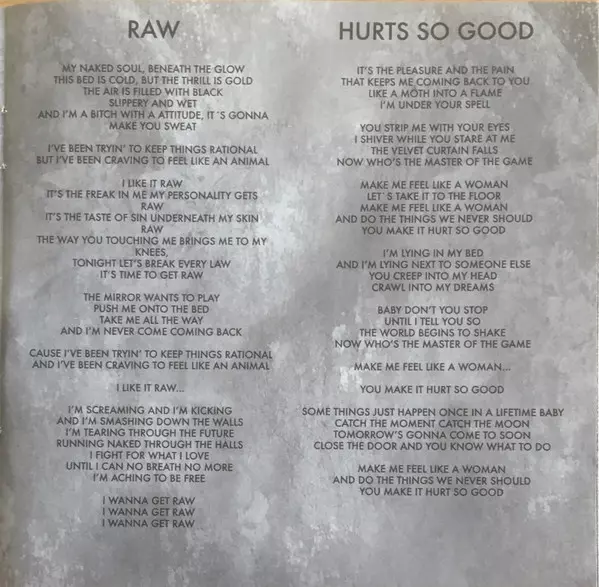 RAW
MY NAKED SOUL, BENEATH THE GLOW
THIS BED IS COLD, BUT THE THRILL IS GOLD
THE AIR IS FILLED WITH BLACK
SLIPPERY AND WET
AND I'M A BITCH WITH A ATTITUDE, IT´S GONNA
MAKE YOU SWEAT
I'VE BEEN TRYIN' TO KEEP THINGS RATIONAL
BUT I'VE BEEN CRAVING TO FEEL LIKE AN ANIMAL
I LIKE IT RAW
IT'S THE FREAK IN ME MY PERSONALITY GETS
RAW
IT'S THE TASTE OF SIN UNDERNEATH MY SKIN
RAW
THE WAY YOU TOUCHING ME BRINGS ME TO MY
KNEES,
TONIGHT LET'S BREAK EVERY LAW
IT'S TIME TO GET RAW
THE MIRROR WANTS TO PLAY
PUSH ME ONTO THE BED
TAKE ME ALL THE WAY
AND I'M NEVER COME COMING BACK
CAUSE I'VE BEEN TRYIN' TO KEEP THINGS RATIONAL
AND I'VE BEEN CRAVING TO FEEL LIKE AN ANIMAL
I LIKE IT RAW...
I'M SCREAMING AND I'M KICKING
AND I'M SMASHING DOWN THE WALLS
I'M TEARING THROUGH THE FUTURE
RUNNING NAKED THROUGH THE HALLS
I FIGHT FOR WHAT I LOVE
UNTIL I CAN NO BREATH NO MORE
I'M ACHING TO BE FREE
I WANNA GET RAW
I WANNA GET RAW
I WANNA GET RAW
HURTS SO GOOD
IT'S THE PLEASURE AND THE PAIN
THAT KEEPS ME COMING BACK TO YOU
LIKE A MOTH INTO A FLAME
I'M UNDER YOUR SPELL
YOU STRIP ME WITH YOUR EYES
I SHIVER WHILE YOU STARE AT ME
THE VELVET CURTAIN FALLS
NOW WHO'S THE MASTER OF THE GAME
MAKE ME FEEL LIKE A WOMAN
LET´S TAKE IT TO THE FLOOR
MAKE ME FEEL LIKE A WOMAN
AND DO THE THINGS WE NEVER SHOULD
YOU MAKE IT HURT SO GOOD
I'M LYING IN MY BED
AND I'M LYING NEXT TO SOMEONE ELSE
YOU CREEP INTO MY HEAD
CRAWL INTO MY DREAMS
BABY DON'T YOU STOP
UNTIL I TELL YOU SO
THE WORLD BEGINS TO SHAKE
NOW WHO'S THE MASTER OF THE GAME
MAKE ME FEEL LIKE A WOMAN...
YOU MAKE IT HURT SO GOOD
SOME THINGS JUST HAPPEN ONCE IN A LIFETIME BABY
CATCH THE MOMENT CATCH THE MOON
TOMORROW'S GONNA COME TO SOON
CLOSE THE DOOR AND YOU KNOW WHAT TO DO
MAKE ME FEEL LIKE A WOMAN
AND DO THE THINGS WE NEVER SHOULD
YOU MAKE IT HURT SO GOOD